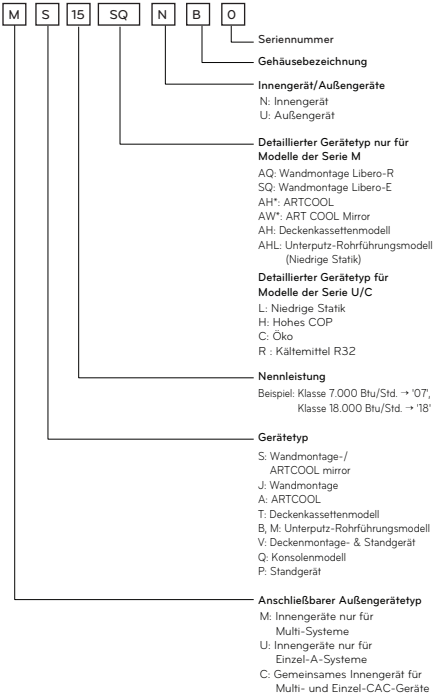 M S 15 SQ N B 0
Seriennummer
Gehäusebezeichnung
Innengerät/Außengeräte
N: Innengerät
U: Außengerät
Detaillierter Gerätetyp nur für
Modelle der Serie M
AQ: Wandmontage Libero-R
SQ: Wandmontage Libero-E
AH*: ARTCOOL
AW*: ART COOL Mirror
AH: Deckenkassettenmodell
AHL: Unterputz-Rohrführungsmodell
(Niedrige Statik)
Detaillierter Gerätetyp für
Modelle der Serie U/C
L: Niedrige Statik
H: Hohes COP
C: Öko
R : Kältemittel R32
Nennleistung
Beispiel: Klasse 7.000 Btu/Std. → '07',
Klasse 18.000 Btu/Std. → '18'
Gerätetyp
S: Wandmontage-/
ARTCOOL mirror
J: Wandmontage
A: ARTCOOL
T: Deckenkassettenmodell
B, M: Unterputz-Rohrführungsmodell
V: Deckenmontage- & Standgerät
Q: Konsolenmodell
P: Standgerät
Anschließbarer Außengerätetyp
M: Innengeräte nur für
Multi-Systeme
U: Innengeräte nur für
Einzel-A-Systeme
C: Gemeinsames Innengerät für
Multi- und Einzel-CAC-Geräte